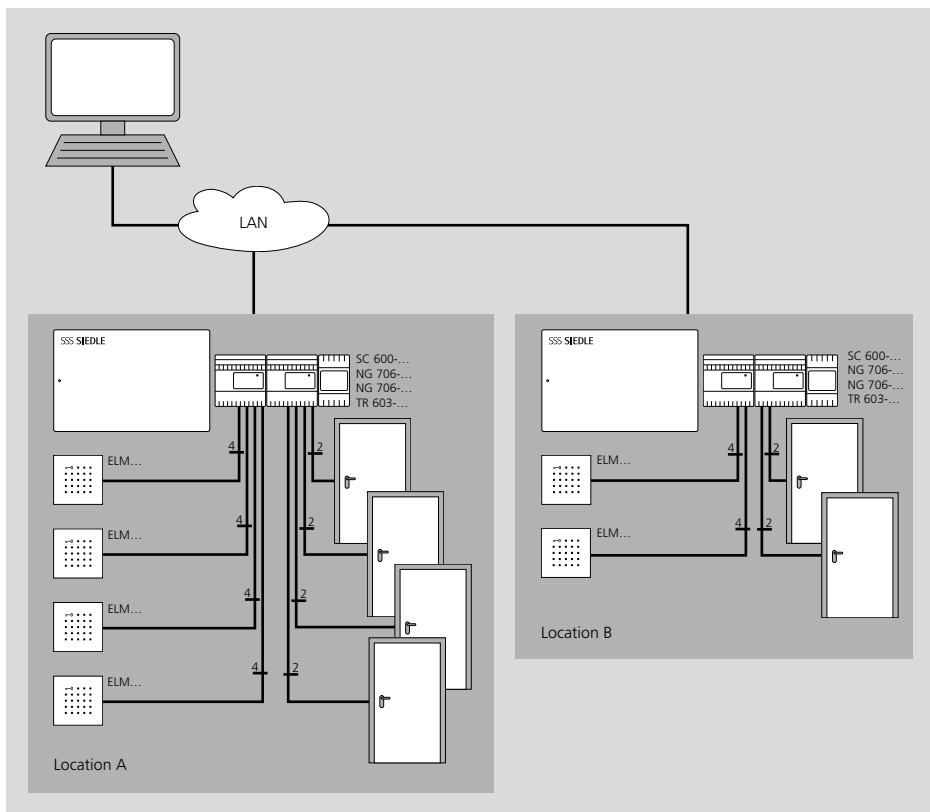 LAN
SSS SIEDLE
SC 600-…
NG 706-…
NG 706-…
TR 603-…
4
2
ELM…
4
2
ELM…
4
2
ELM…
4
2
ELM…
Location A
SSS SIEDLE
SC 600-…
NG 706-…
NG 706-…
TR 603-…
4
2
ELM…
4
2
ELM…
Location B